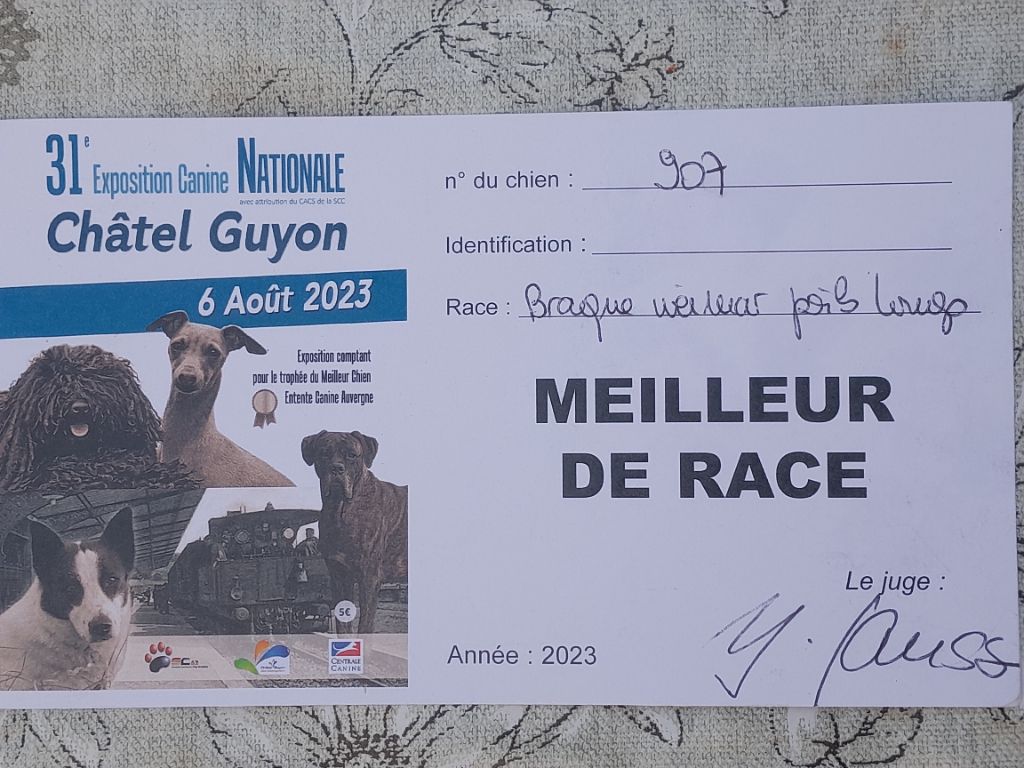 31e Exposition Canine NATIONALE
avec attribution du CACS de la SCC
Châtel Guyon
6 Août 2023
Exposition comptant
pour le trophée du Meilleur Chien
Entente Canine Auvergne
5€
CENTRALE
CANINE
n° du chien : 907
Identification :
Race : Braque weimar poils longs
MEILLEUR
DE RACE
Le juge :
Année : 2023